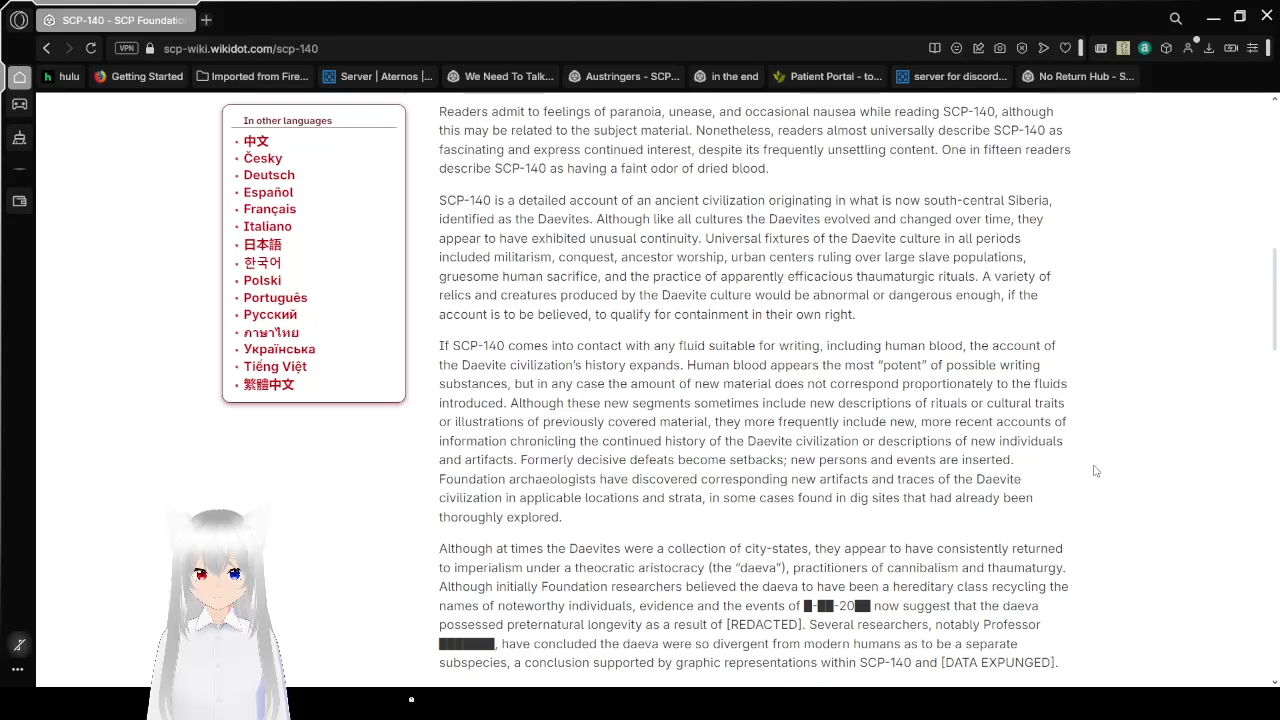 SCP-140 - SCP Foundation
scp-wiki.wikidot.com/scp-140
VPN
hulu
Getting Started
Imported from Fire...
Server | Aternos |...
We Need To Talk...
Austringers - SCP...
in the end
Patient Portal - to...
server for discord...
No Return Hub - S...
In other languages
中文
Česky
Deutsch
Español
Français
Italiano
日本語
한국어
Polski
Português
Русский
ภาษาไทย
Українська
Tiếng Việt
繁體中文
Readers admit to feelings of paranoia, unease, and occasional nausea while reading SCP-140, although
this may be related to the subject material. Nonetheless, readers almost universally describe SCP-140 as
fascinating and express continued interest, despite its frequently unsettling content. One in fifteen readers
describe SCP-140 as having a faint odor of dried blood.
SCP-140 is a detailed account of an ancient civilization originating in what is now south-central Siberia,
identified as the Daevites. Although like all cultures the Daevites evolved and changed over time, they
appear to have exhibited unusual continuity. Universal fixtures of the Daevite culture in all periods
included militarism, conquest, ancestor worship, urban centers ruling over large slave populations,
gruesome human sacrifice, and the practice of apparently efficacious thaumaturgic rituals. A variety of
relics and creatures produced by the Daevite culture would be abnormal or dangerous enough, if the
account is to be believed, to qualify for containment in their own right.
If SCP-140 comes into contact with any fluid suitable for writing, including human blood, the account of
the Daevite civilization's history expands. Human blood appears the most “potent” of possible writing
substances, but in any case the amount of new material does not correspond proportionately to the fluids
introduced. Although these new segments sometimes include new descriptions of rituals or cultural traits
or illustrations of previously covered material, they more frequently include new, more recent accounts of
information chronicling the continued history of the Daevite civilization or descriptions of new individuals
and artifacts. Formerly decisive defeats become setbacks; new persons and events are inserted.
Foundation archaeologists have discovered corresponding new artifacts and traces of the Daevite
civilization in applicable locations and strata, in some cases found in dig sites that had already been
thoroughly explored.
Although at times the Daevites were a collection of city-states, they appear to have consistently returned
to imperialism under a theocratic aristocracy (the “daeva”), practitioners of cannibalism and thaumaturgy.
Although initially Foundation researchers believed the daeva to have been a hereditary class recycling the
names of noteworthy individuals, evidence and the events of █-██-20██ now suggest that the daeva
possessed preternatural longevity as a result of [REDACTED]. Several researchers, notably Professor
███████, have concluded the daeva were so divergent from modern humans as to be a separate
subspecies, a conclusion supported by graphic representations within SCP-140 and [DATA EXPUNGED].